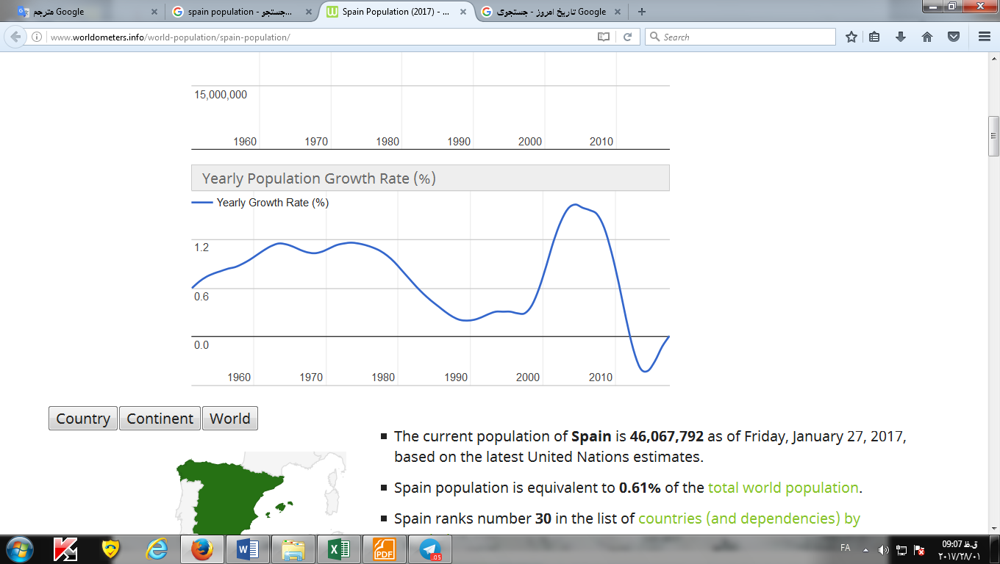 مترجم Google
spain population - جستجو...
Spain Population (2017) - ...
تاریخ امروز - جستجوی Google
www.worldometers.info/world-population/spain-population/
Search
15,000,000
1960 1970 1980 1990 2000 2010
Yearly Population Growth Rate (%)
Yearly Growth Rate (%)
1.2
0.6
0.0
1960 1970 1980 1990 2000 2010
Country Continent World
The current population of Spain is 46,067,792 as of Friday, January 27, 2017,
based on the latest United Nations estimates.
Spain population is equivalent to 0.61% of the total world population.
Spain ranks number 30 in the list of countries (and dependencies) by
W
X
PDF
.05
FA
09:07 ق.ظ
٢٠١٧/٢٨/٠١